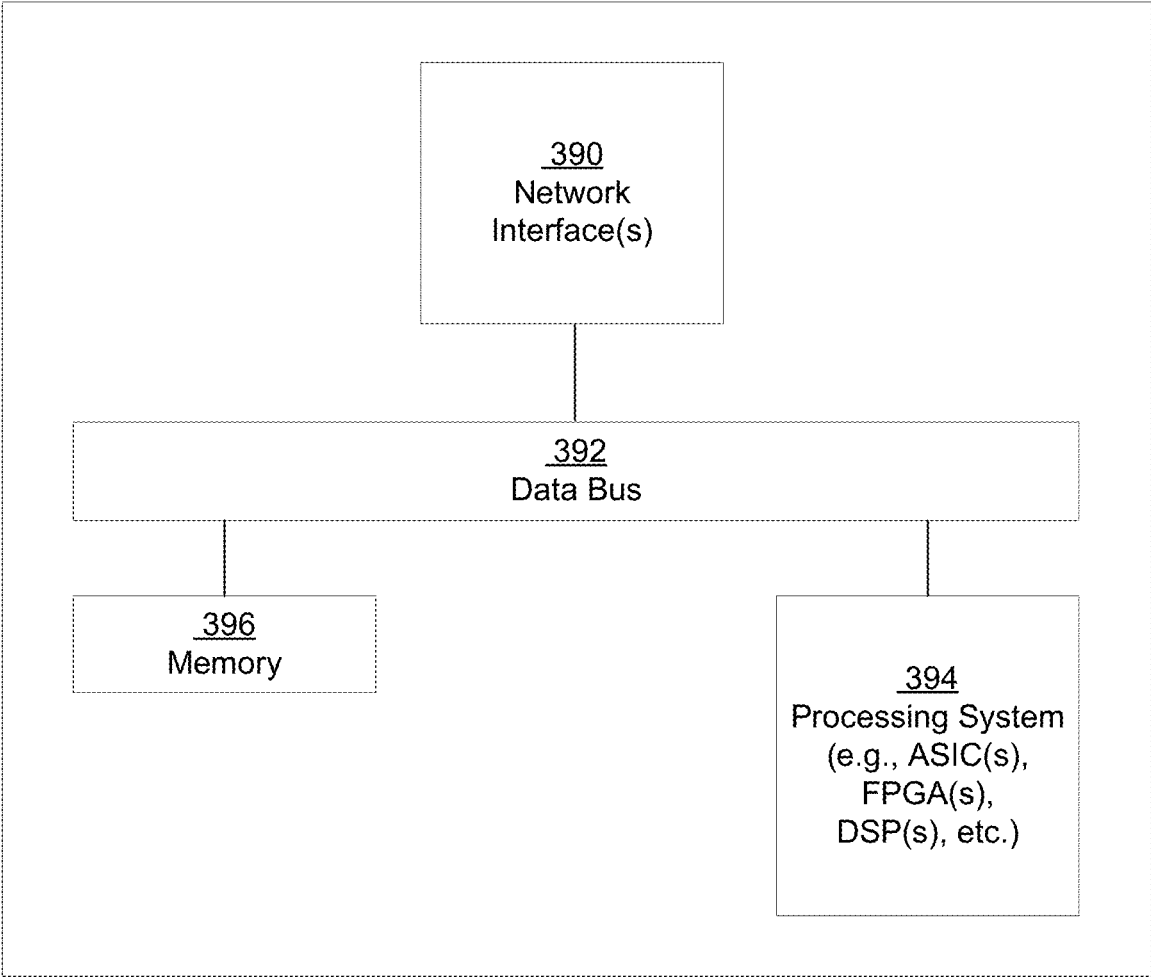 390
Network
Interface(s)
392
Data Bus
396
Memory
394
Processing System
(e.g., ASIC(s),
FPGA(s),
DSP(s), etc.)